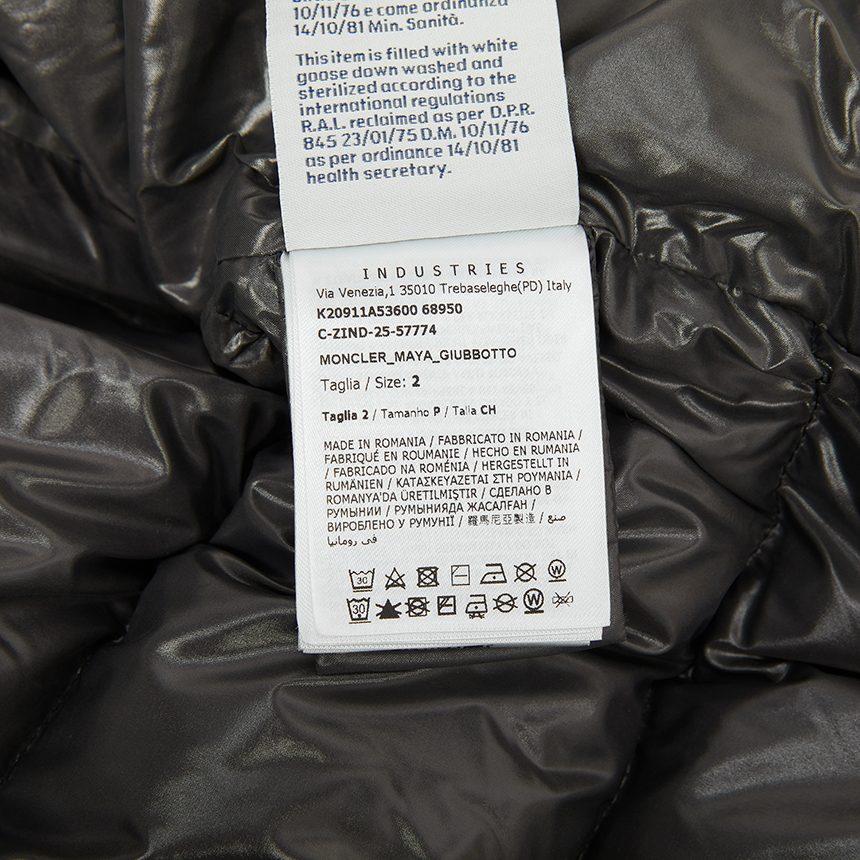 10/11/76 e come ordinanza
14/10/81 Min. Sanità.
This item is filled with white
goose down washed and
sterilized according to the
international regulations
R.A.L. reclaimed as per D.P.R.
845 23/01/75 D.M. 10/11/76
as per ordinance 14/10/81
health secretary.
INDUSTRIES
Via Venezia,1 35010 Trebaseleghe(PD) Italy
K20911A53600 68950
C-ZIND-25-57774
MONCLER_MAYA_GIUBBOTTO
Taglia / Size: 2
Taglia 2 / Tamanho P / Talla CH
MADE IN ROMANIA / FABBRICATO IN ROMANIA /
FABRIQUÉ EN ROUMANIE / HECHO EN RUMANIA
/ FABRICADO NA ROMÉNIA / HERGESTELLT IN
RUMÄNIEN / ΚΑΤΑΣΚΕΥΑΖΕΤΑΙ ΣΤΗ ΡΟΥΜΑΝΙΑ /
ROMANYA'DA ÜRETILMIŞTIR / СДЕЛАНО В
РУМЫНИИ / РУМЫНИЯДА ЖАСАЛҒАН /
ВИРОБЛЕНО У РУМУНІЇ / 羅馬尼亞製造 / صنع
في رومانيا
30 W
30 W